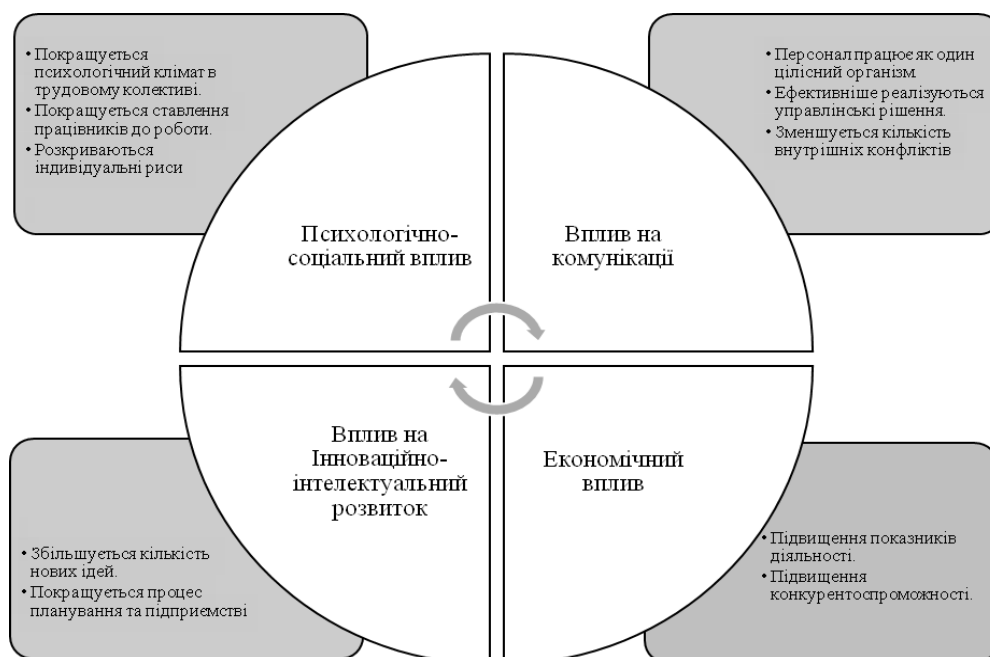 • Покращується
психологічний клімат в
трудовому колективі.
• Покращується ставлення
працівників до роботи.
• Розкриваються
індивідуальні риси
• Персонал працює як один
цілісний організм
• Ефективніше реалізуються
управлінські рішення.
• Зменшується кількість
внутрішніх конфліктів
Психологічно-
соціальний вплив
Вплив на
комунікації
Вплив на
Інноваційно-
інтелектуальний
розвиток
Економічний
вплив
• Збільшується кількість
нових ідей.
• Покращується процес
планування та підприємстві
• Підвищення показників
діяльності.
• Підвищення
конкурентоспроможності.